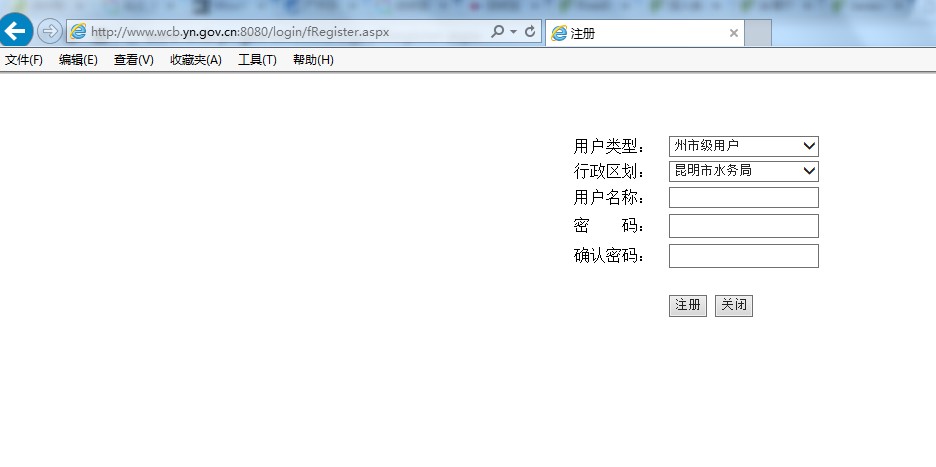 http://www.wcb.yn.gov.cn:8080/login/fRegister.aspx
注册
文件(F) 编辑(E) 查看(V) 收藏夹(A) 工具(T) 帮助(H)
用户类型： 州市级用户
行政区划： 昆明市水务局
用户名称：
密 码：
确认密码：
注册 关闭